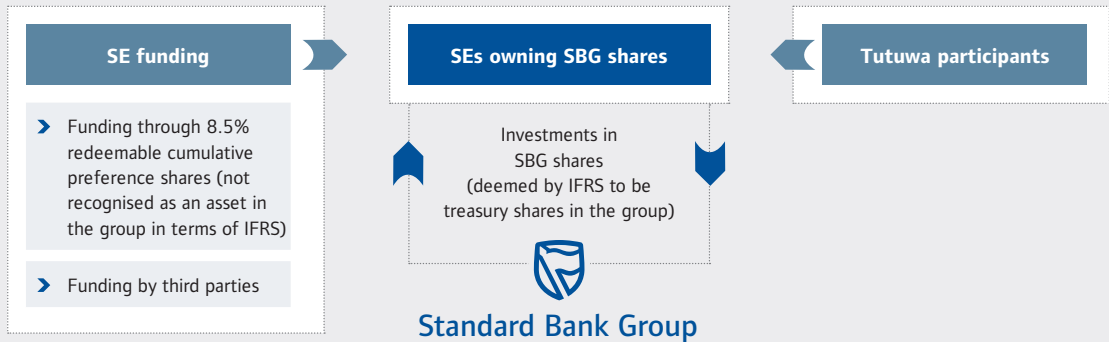 SE funding
Funding through 8.5%
redeemable cumulative
preference shares (not
recognised as an asset in
the group in terms of IFRS)
Funding by third parties
SEs owning SBG shares
Investments in
SBG shares
(deemed by IFRS to be
treasury shares in the group)
Standard Bank Group
Tutuwa participants